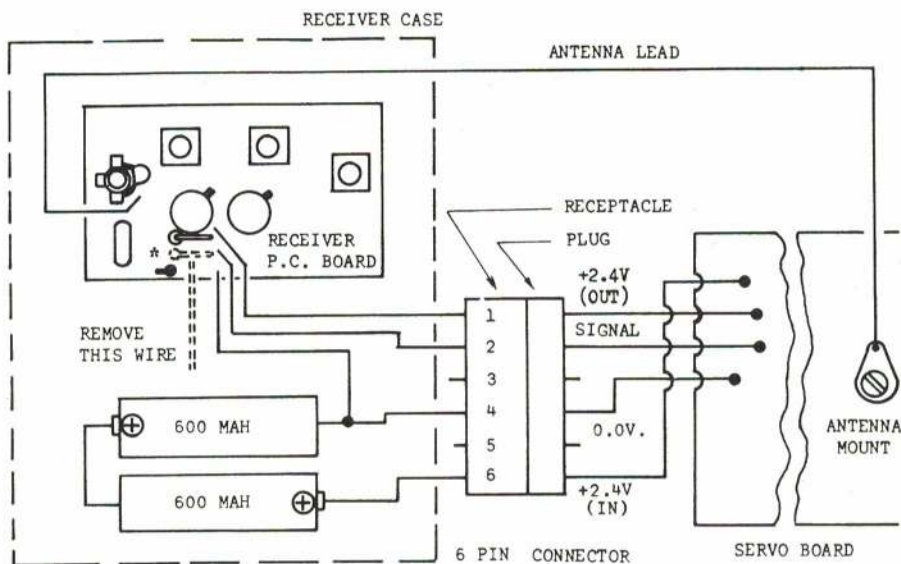 RECEIVER CASE
ANTENNA LEAD
RECEPTACLE
PLUG
RECEIVER
P.C. BOARD
*
REMOVE
THIS WIRE
+2.4V
(OUT)
SIGNAL
1
2
3
4
5
6
0.0V.
+2.4V
(IN)
600 MAH
600 MAH
ANTENNA
MOUNT
6 PIN CONNECTOR
SERVO BOARD